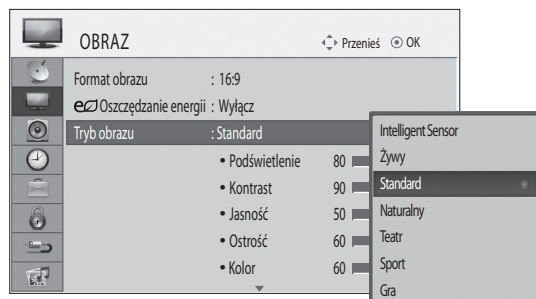 OBRAZ Przenieś OK
Format obrazu : 16:9
Oszczędzanie energii : Wyłącz
Tryb obrazu : Standard
• Podświetlenie 80
• Kontrast 90
• Jasność 50
• Ostrość 60
• Kolor 60
Intelligent Sensor
Żywy
Standard
Naturalny
Teatr
Sport
Gra